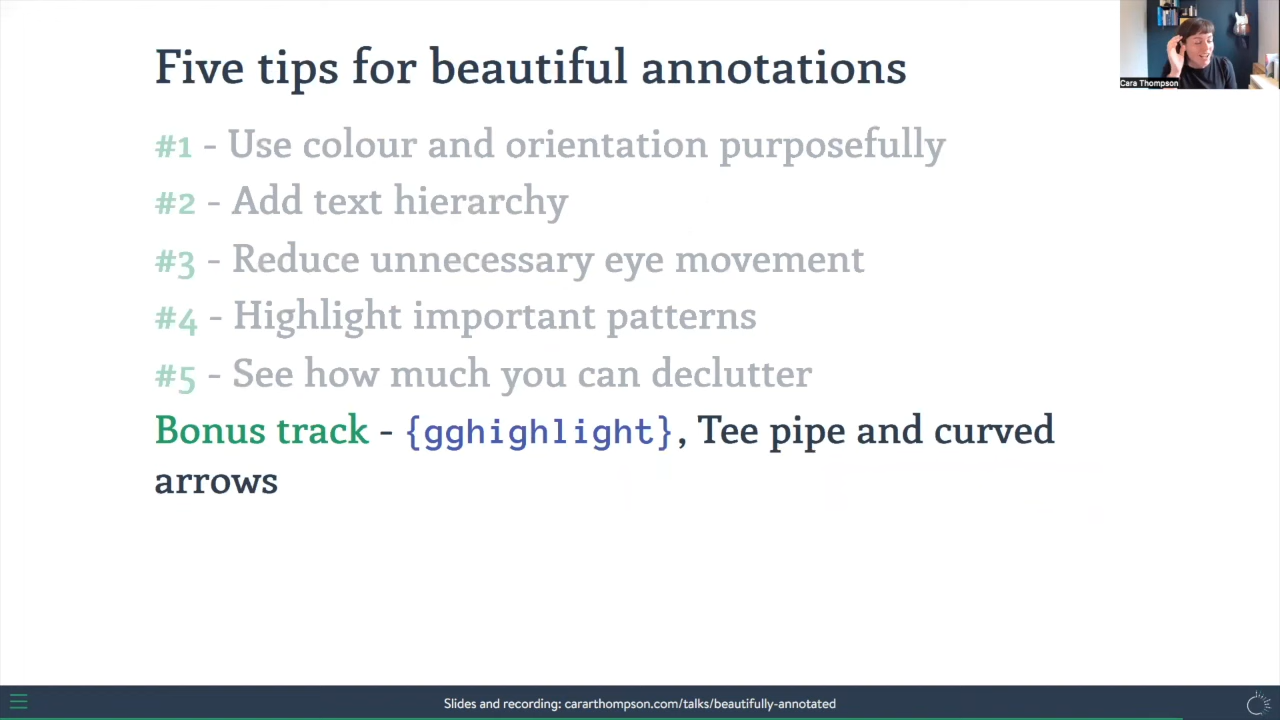 Five tips for beautiful annotations
Cara Thompson
#1 - Use colour and orientation purposefully
#2 - Add text hierarchy
#3 - Reduce unnecessary eye movement
#4 - Highlight important patterns
#5 - See how much you can declutter
Bonus track - {gghighlight}, Tee pipe and curved
arrows
Slides and recording: cararthompson.com/talks/beautifully-annotated